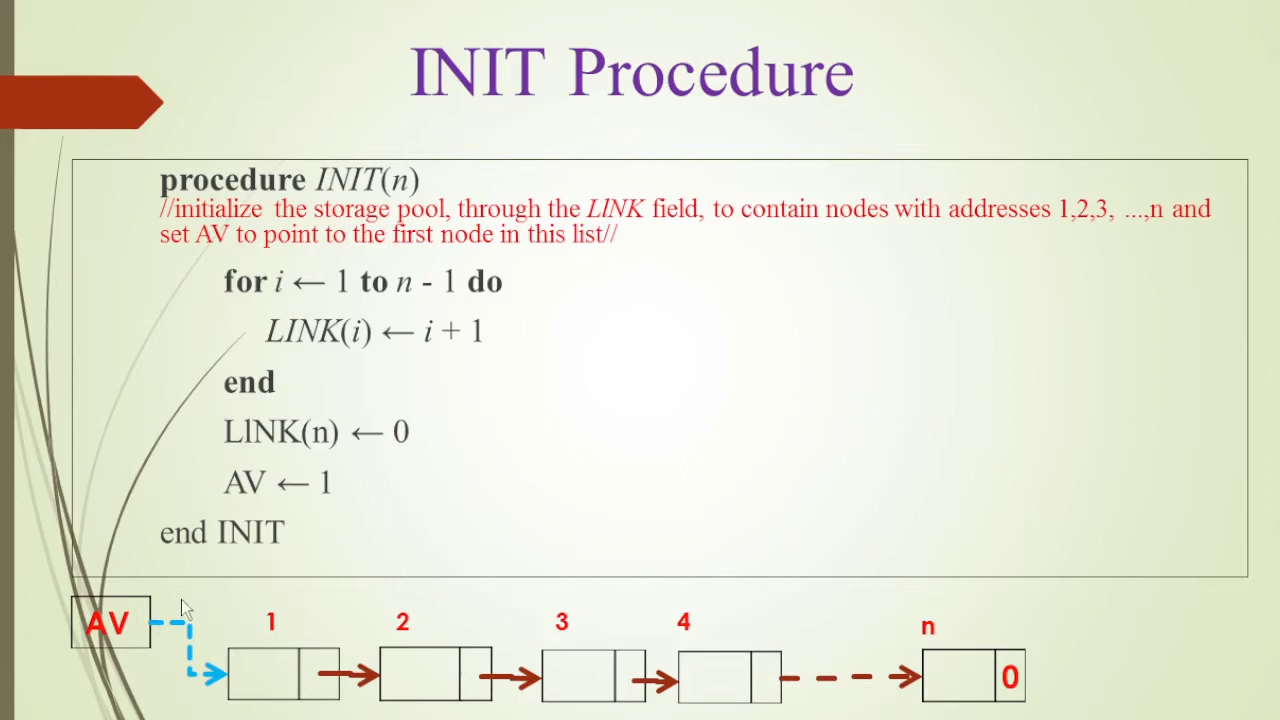 INIT Procedure
procedure INIT(n)
//initialize the storage pool, through the LlNK field, to contain nodes with addresses 1,2,3, ...,n and
set AV to point to the first node in this list//
for i ← 1 to n - 1 do
LINK(i) ← i + 1
end
LlNK(n) ← 0
AV ← 1
end INIT
AV 1 2 3 4 n
0